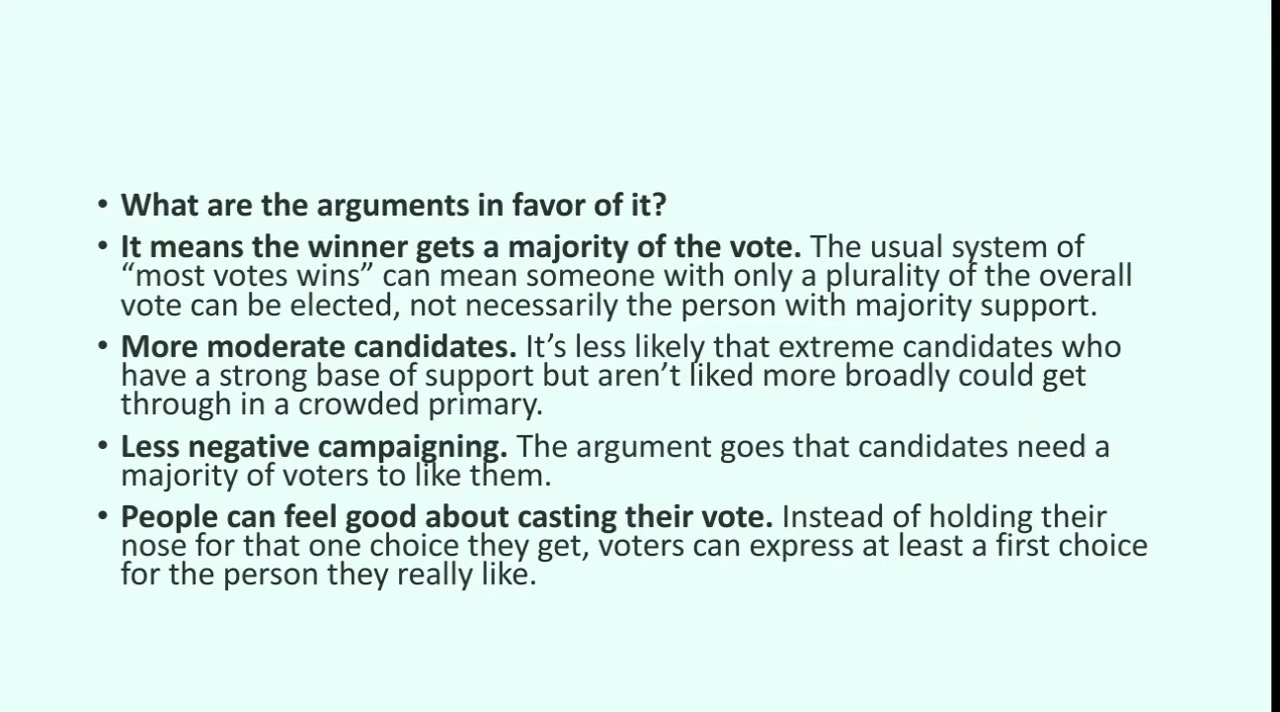 • What are the arguments in favor of it?
• It means the winner gets a majority of the vote. The usual system of
“most votes wins” can mean someone with only a plurality of the overall
vote can be elected, not necessarily the person with majority support.
• More moderate candidates. It’s less likely that extreme candidates who
have a strong base of support but aren’t liked more broadly could get
through in a crowded primary.
• Less negative campaigning. The argument goes that candidates need a
majority of voters to like them.
• People can feel good about casting their vote. Instead of holding their
nose for that one choice they get, voters can express at least a first choice
for the person they really like.